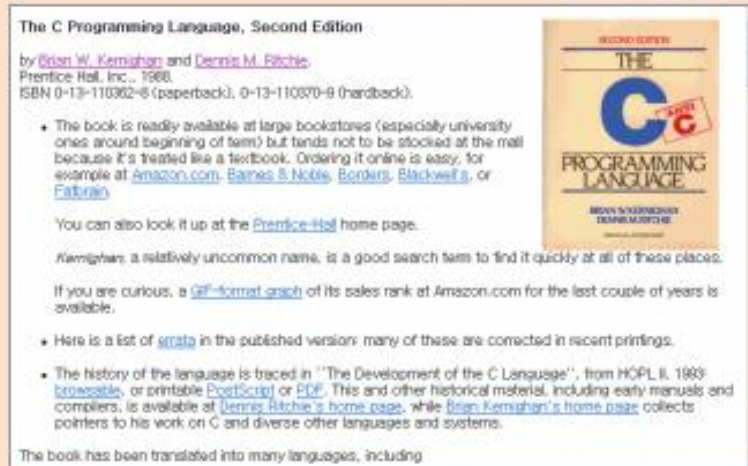 The C Programming Language, Second Edition
by Brian W. Kernighan and Dennis M. Ritchie.
Prentice Hall, Inc., 1988.
ISBN 0-13-110362-8 (paperback), 0-13-110370-9 (hardback).
SECOND EDITION
THE
C
ANSI
C
PROGRAMMING
LANGUAGE
BRIAN W. KERNIGHAN
DENNIS M. RITCHIE
• The book is readily available at large bookstores (especially university
ones around beginning of term) but tends not to be stocked at the mall
because it's treated like a textbook. Ordering it online is easy, for
example at Amazon.com, Barnes & Noble, Borders, Blackwell's, or
Fatbrain.
You can also look it up at the Prentice-Hall home page.
Kernighan, a relatively uncommon name, is a good search term to find it quickly at all of these places.
If you are curious, a GIF-format graph of its sales rank at Amazon.com for the last couple of years is
available.
• Here is a list of errata in the published version: many of these are corrected in recent printings.
• The history of the language is traced in ``The Development of the C Language'', from HOPL II, 1993:
browsable, or printable PostScript or PDF. This and other historical material, including early manuals and
compilers, is available at Dennis Ritchie's home page, while Brian Kernighan's home page collects
pointers to his work on C and diverse other languages and systems.
The book has been translated into many languages, including